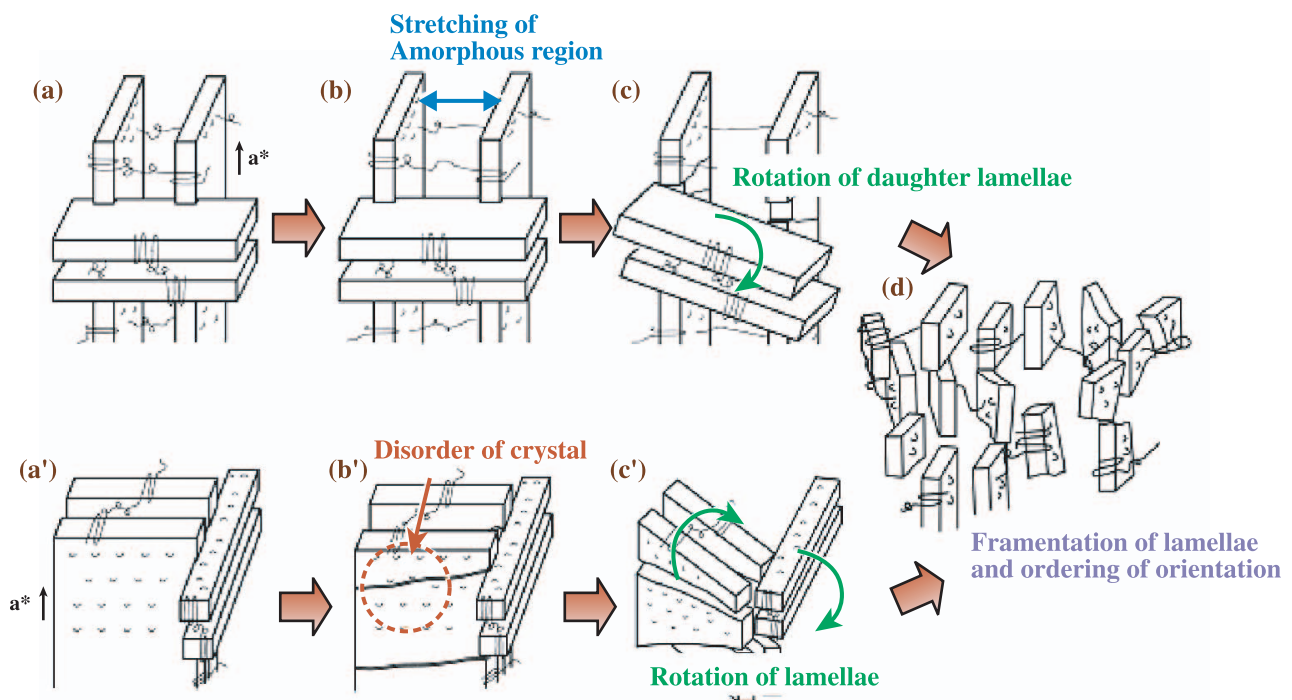 Stretching of
Amorphous region
(a)
(b)
(c)
a*
Rotation of daughter lamellae
(d)
Disorder of crystal
(a')
(b')
(c')
a*
Framentation of lamellae
and ordering of orientation
Rotation of lamellae